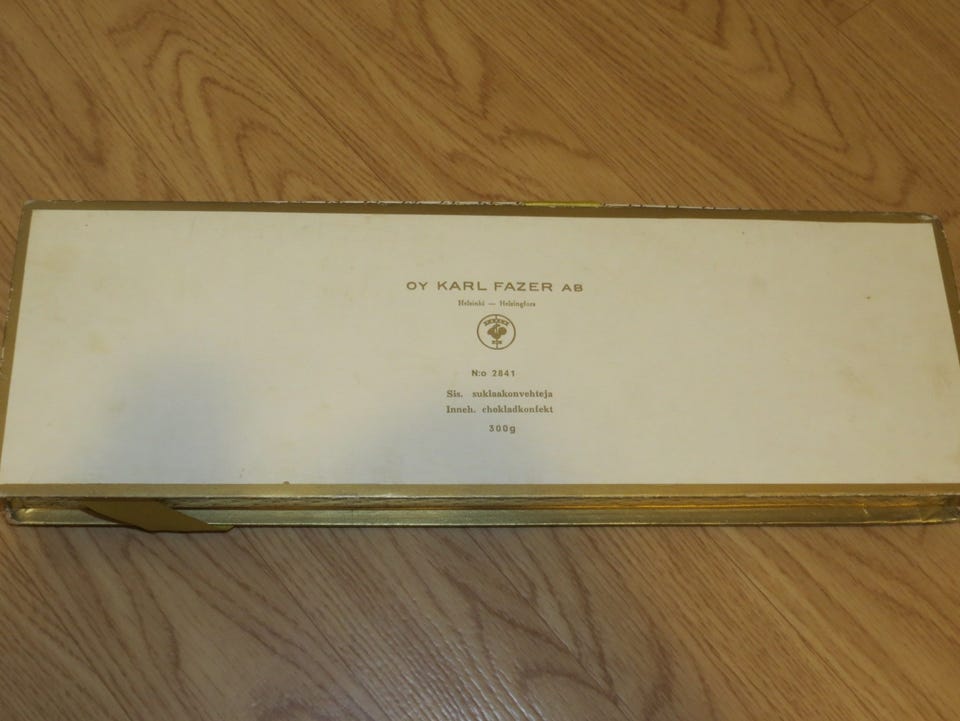 OY KARL FAZER AB
Helsinki — Helsingfors
N:o 2841
Sis. suklaakonvehteja
Inneh. chokladkonfekt
300g